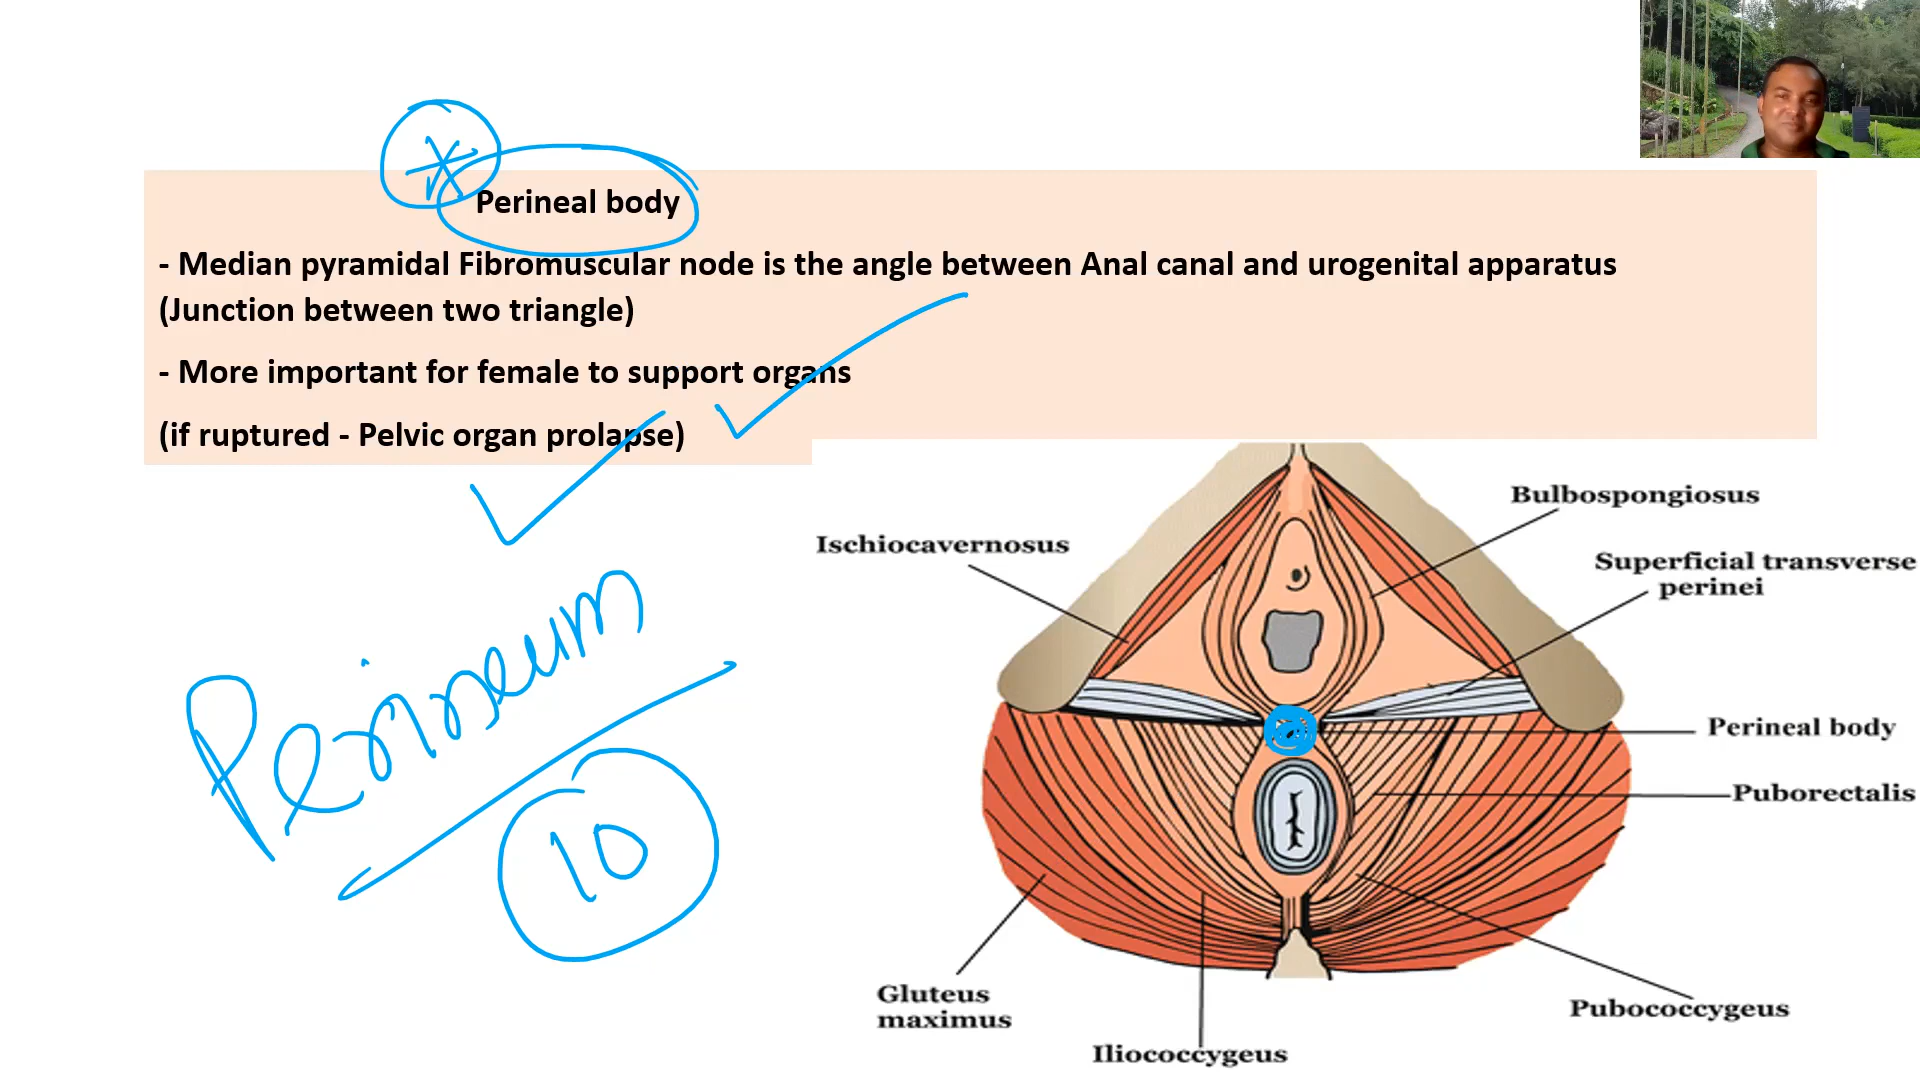 Perineal body
- Median pyramidal Fibromuscular node is the angle between Anal canal and urogenital apparatus
(Junction between two triangle)
- More important for female to support organs
(if ruptured - Pelvic organ prolapse)
Perineum
10
Bulbospongiosus
Ischiocavernosus
Superficial transverse
perinei
Perineal body
Puborectalis
Gluteus
maximus
Pubococcygeus
Iliococcygeus